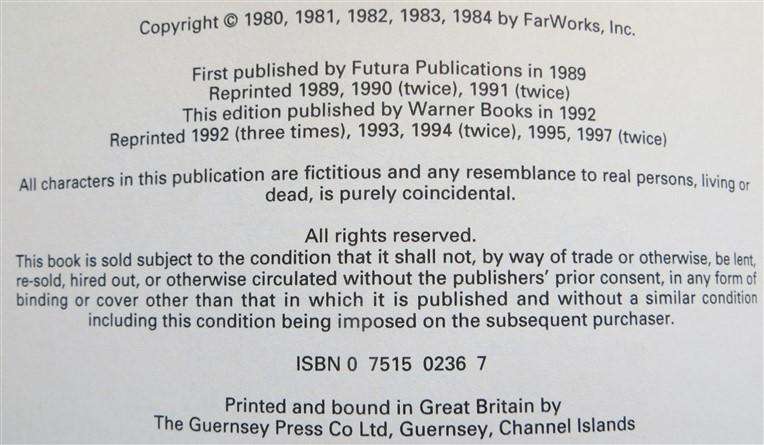 Copyright © 1980, 1981, 1982, 1983, 1984 by FarWorks, Inc.
First published by Futura Publications in 1989
Reprinted 1989, 1990 (twice), 1991 (twice)
This edition published by Warner Books in 1992
Reprinted 1992 (three times), 1993, 1994 (twice), 1995, 1997 (twice)
All characters in this publication are fictitious and any resemblance to real persons, living or
dead, is purely coincidental.
All rights reserved.
This book is sold subject to the condition that it shall not, by way of trade or otherwise, be lent,
re-sold, hired out, or otherwise circulated without the publishers' prior consent, in any form of
binding or cover other than that in which it is published and without a similar condition
including this condition being imposed on the subsequent purchaser.
ISBN 0 7515 0236 7
Printed and bound in Great Britain by
The Guernsey Press Co Ltd, Guernsey, Channel Islands